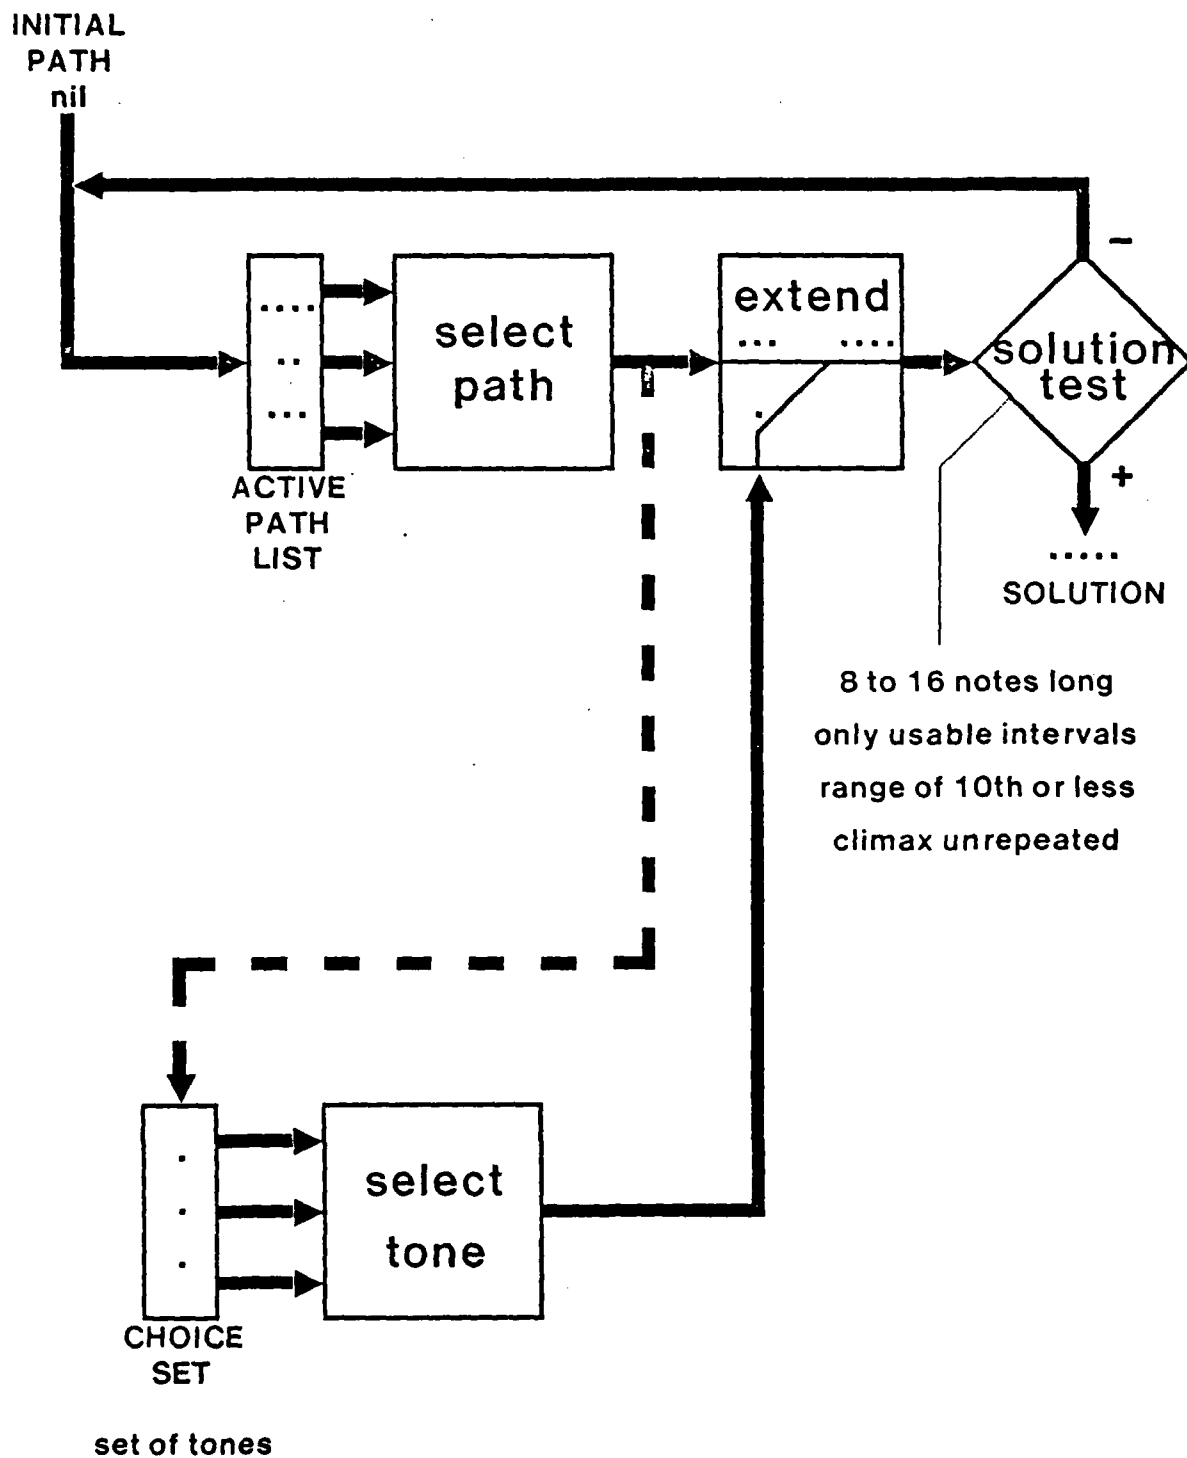 INITIAL
PATH
nil
select
path
extend
solution
test
−
+
ACTIVE
PATH
LIST
SOLUTION
8 to 16 notes long
only usable intervals
range of 10th or less
climax unrepeated
select
tone
CHOICE
SET
set of tones